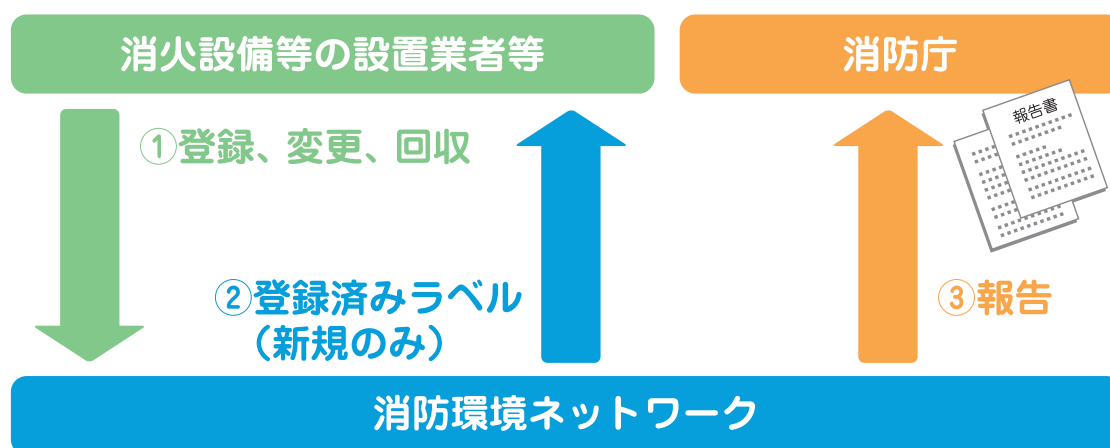 消火設備等の設置業者等
消防庁
報告書
①登録、変更、回収
②登録済みラベル
（新規のみ）
③報告
消防環境ネットワーク